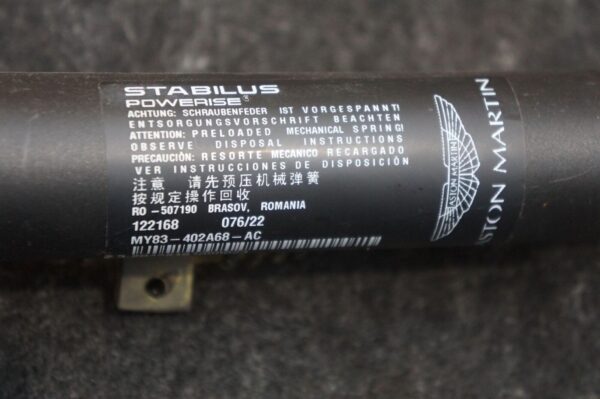 STABILUS
POWERISE®
ACHTUNG: SCHRAUBENFEDER IST VORGESPANNT!
ENTSORGUNGSVORSCHRIFT BEACHTEN
ATTENTION: PRELOADED MECHANICAL SPRING!
OBSERVE DISPOSAL INSTRUCTIONS
PRECAUCIÓN: RESORTE MECANICO RECARGADO
VER INSTRUCCIONES DE DISPOSICIÓN
注意 请先预压机械弹簧
按规定操作回收
RO-507190 BRASOV, ROMANIA
122168 076/22
MY83-402A68-AC
ASTON MARTIN
ASTON MARTIN